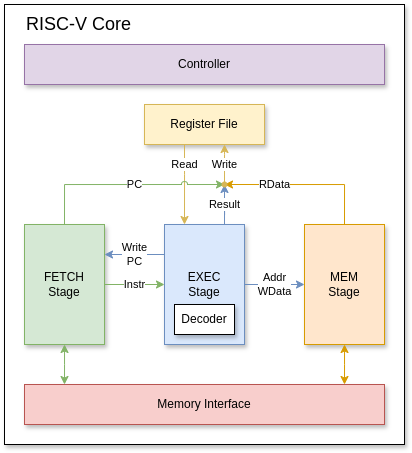 RISC-V Core
Controller
Register File
Read
Write
PC
RData
Result
FETCH
Stage
Write
PC
Instr
EXEC
Stage
Decoder
Addr
WData
MEM
Stage
Memory Interface